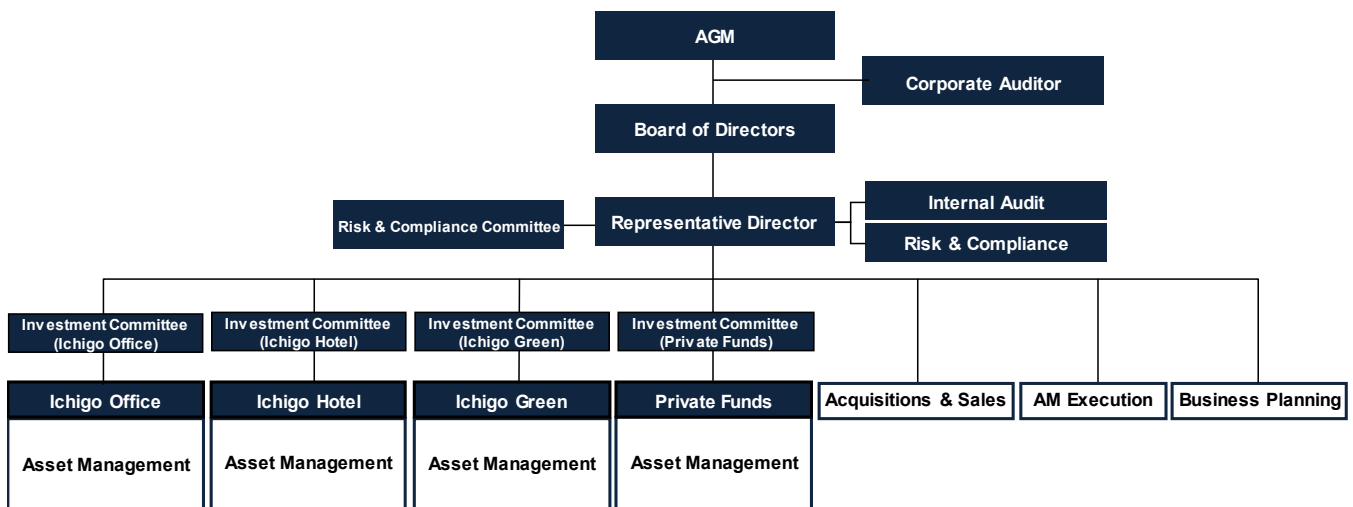 AGM
Corporate Auditor
Board of Directors
Internal Audit
Risk & Compliance Committee
Representative Director
Risk & Compliance
Investment Committee
(Ichigo Office)
Investment Committee
(Ichigo Hotel)
Investment Committee
(Ichigo Green)
Investment Committee
(Private Funds)
Ichigo Office
Ichigo Hotel
Ichigo Green
Private Funds
Acquisitions & Sales
AM Execution
Business Planning
Asset Management
Asset Management
Asset Management
Asset Management